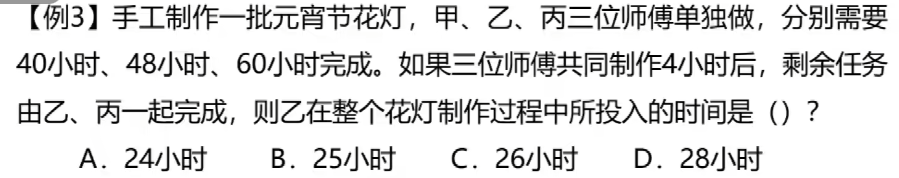 【例3】手工制作一批元宵节花灯，甲、乙、丙三位师傅单独做，分别需要
40小时、48小时、60小时完成。如果三位师傅共同制作4小时后，剩余任务
由乙、丙一起完成，则乙在整个花灯制作过程中所投入的时间是（）？
A．24小时 B．25小时 C．26小时 D．28小时